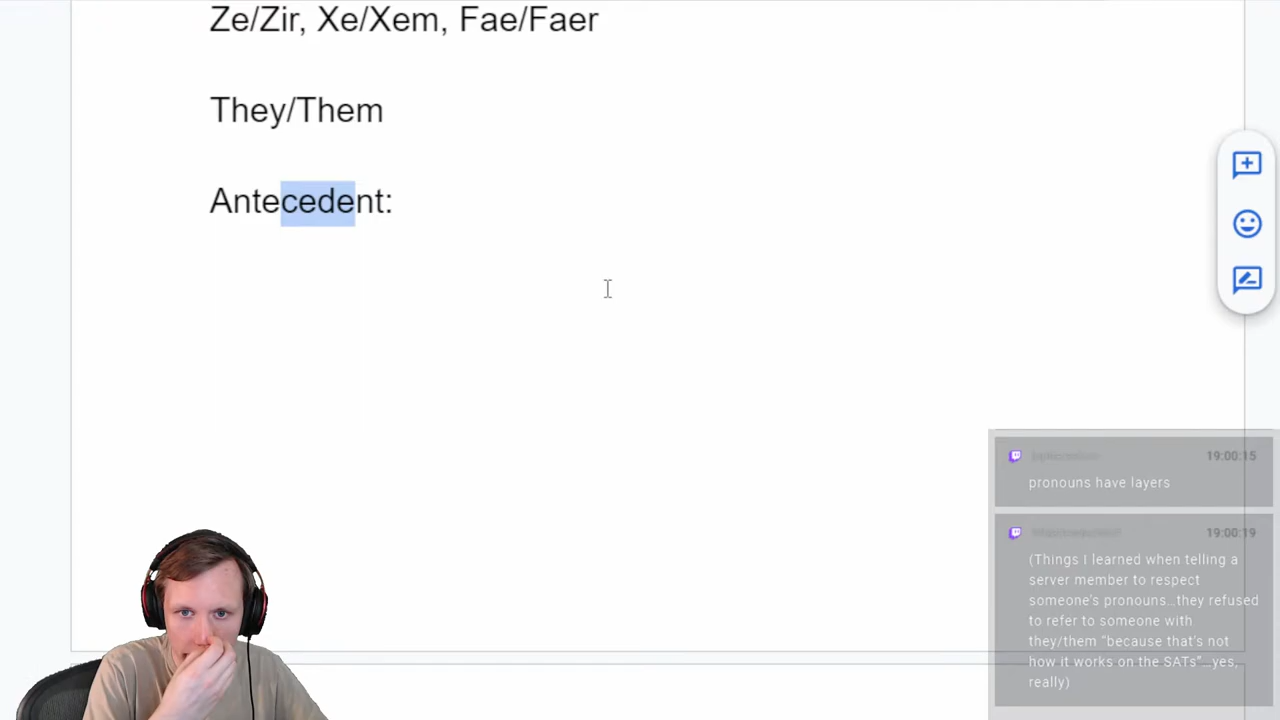 Ze/Zir, Xe/Xem, Fae/Faer
They/Them
Antecedent:
19:00:15
pronouns have layers
19:00:19
(Things I learned when telling a
server member to respect
someone's pronouns…they refused
to refer to someone with
they/them "because that's not
how it works on the SATs"…yes,
really)